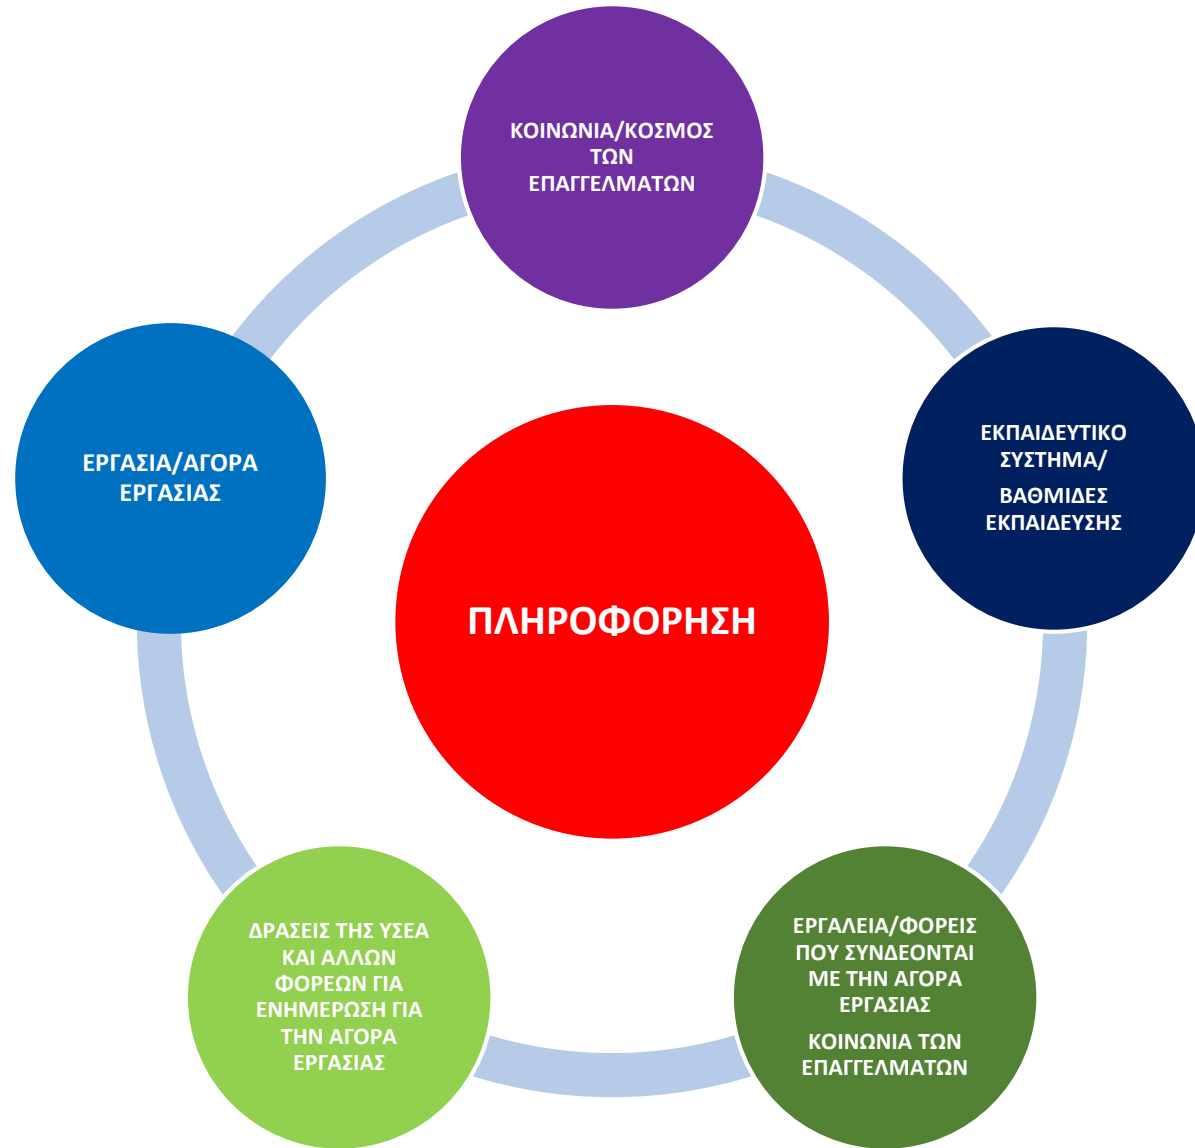 ΚΟΙΝΩΝΙΑ/ΚΟΣΜΟΣ
ΤΩΝ
ΕΠΑΓΓΕΛΜΑΤΩΝ
ΕΚΠΑΙΔΕΥΤΙΚΟ
ΣΥΣΤΗΜΑ/
ΒΑΘΜΙΔΕΣ
ΕΚΠΑΙΔΕΥΣΗΣ
ΕΡΓΑΣΙΑ/ΑΓΟΡΑ
ΕΡΓΑΣΙΑΣ
ΠΛΗΡΟΦΟΡΗΣΗ
ΔΡΑΣΕΙΣ ΤΗΣ ΥΣΕΑ
ΚΑΙ ΑΛΛΩΝ
ΦΟΡΕΩΝ ΓΙΑ
ΕΝΗΜΕΡΩΣΗ ΓΙΑ
ΤΗΝ ΑΓΟΡΑ
ΕΡΓΑΣΙΑΣ
ΕΡΓΑΛΕΙΑ/ΦΟΡΕΙΣ
ΠΟΥ ΣΥΝΔΕΟΝΤΑΙ
ΜΕ ΤΗΝ ΑΓΟΡΑ
ΕΡΓΑΣΙΑΣ
ΚΟΙΝΩΝΙΑ ΤΩΝ
ΕΠΑΓΓΕΛΜΑΤΩΝ